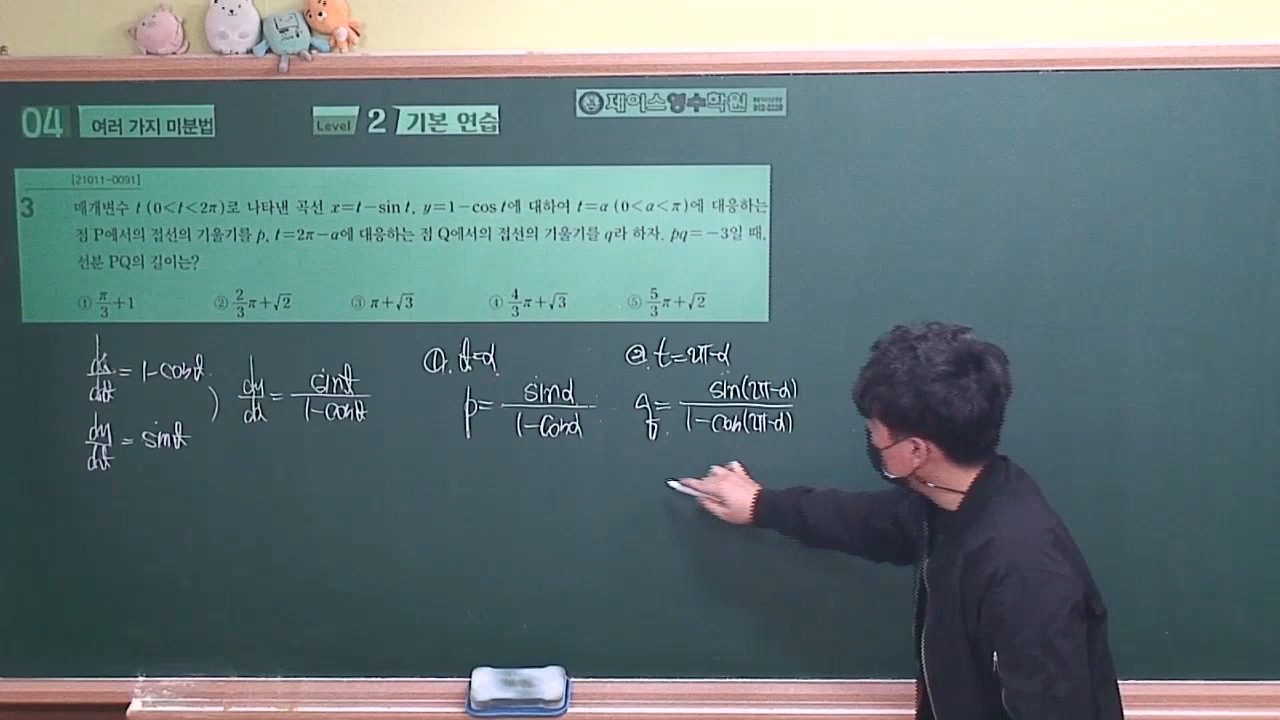 04 여러 가지 미분법
Level 2 기본 연습
제이스영수학원
[21011-0091]
3 매개변수 t (0<t<2π)로 나타낸 곡선 x=t−sin t, y=1−cos t에 대하여 t=α (0<α<π)에 대응하는
점 P에서의 접선의 기울기를 p, t=2π−α에 대응하는 점 Q에서의 접선의 기울기를 q라 하자. pq=−3일 때,
선분 PQ의 길이는?
① π/3+1 ② 2/3π+√2 ③ π+√3 ④ 4/3π+√3 ⑤ 5/3π+√2
dx/dt = 1-cost
dy/dt = sint
) dy/dx = sint/(1-cost)
①. t=α
p= sinα/(1-cosα)
②. t=2π-α
q= sin(2π-α)/(1-cos(2π-α))